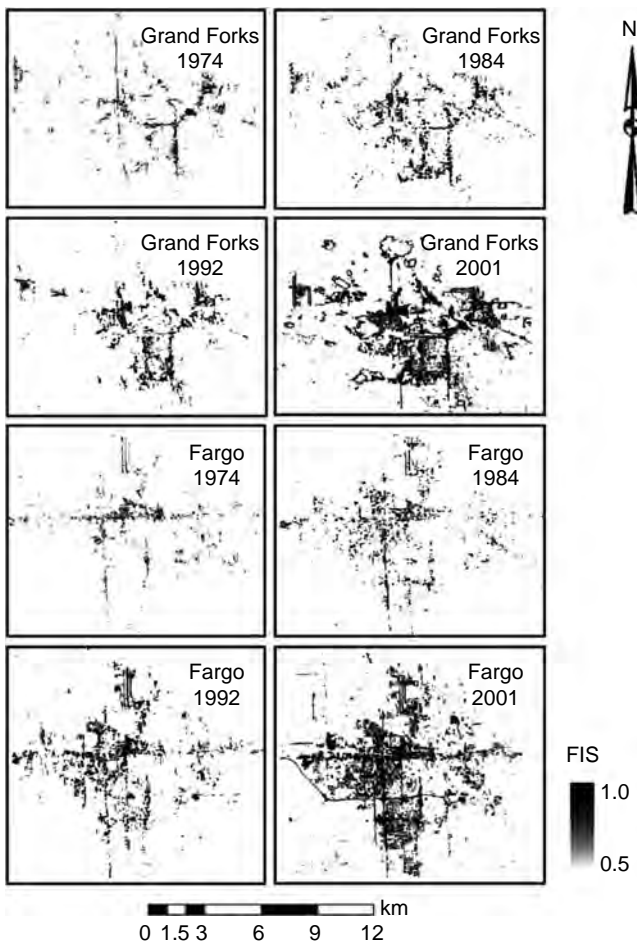 Grand Forks
1974
Grand Forks
1984
N
Grand Forks
1992
Grand Forks
2001
Fargo
1974
Fargo
1984
Fargo
1992
Fargo
2001
FIS
1.0
0.5
km
0 1.5 3 6 9 12